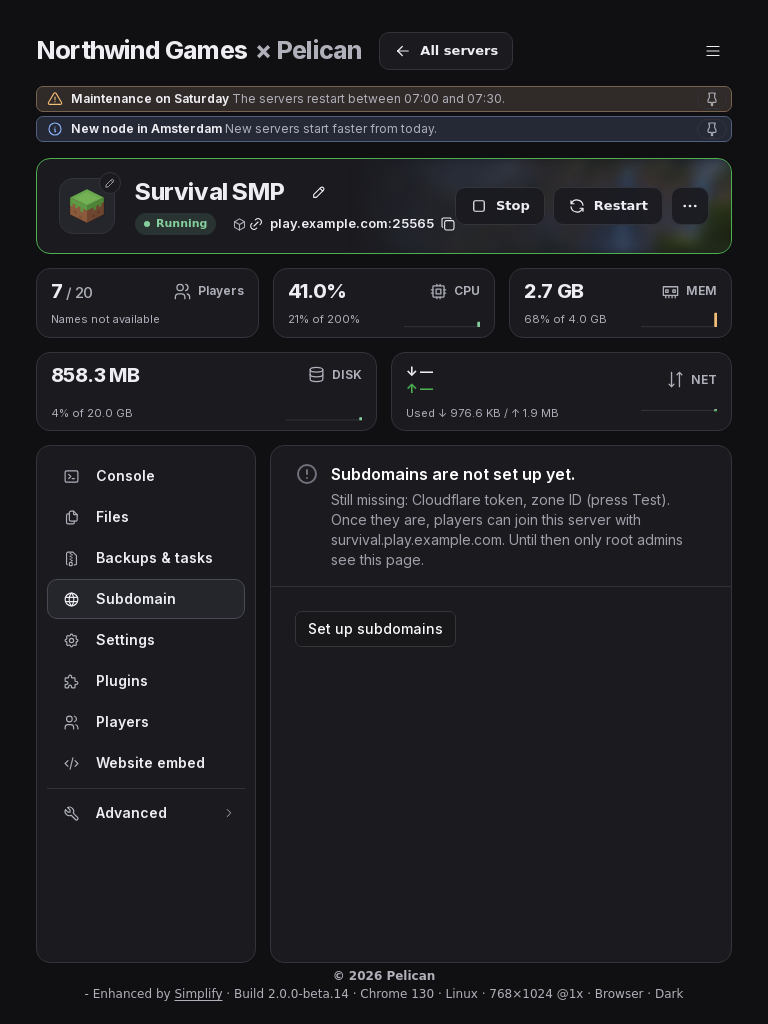 Northwind Games × Pelican
All servers
Maintenance on Saturday The servers restart between 07:00 and 07:30.
New node in Amsterdam New servers start faster from today.
Survival SMP
Running
play.example.com:25565
Stop
Restart
7 / 20
Players
Names not available
41.0%
CPU
21% of 200%
2.7 GB
MEM
68% of 4.0 GB
858.3 MB
DISK
4% of 20.0 GB
↓ —
↑ —
NET
Used ↓ 976.6 KB / ↑ 1.9 MB
Console
Files
Backups & tasks
Subdomain
Settings
Plugins
Players
Website embed
Advanced
Subdomains are not set up yet.
Still missing: Cloudflare token, zone ID (press Test).
Once they are, players can join this server with
survival.play.example.com. Until then only root admins
see this page.
Set up subdomains
© 2026 Pelican
- Enhanced by Simplify · Build 2.0.0-beta.14 · Chrome 130 · Linux · 768×1024 @1x · Browser · Dark